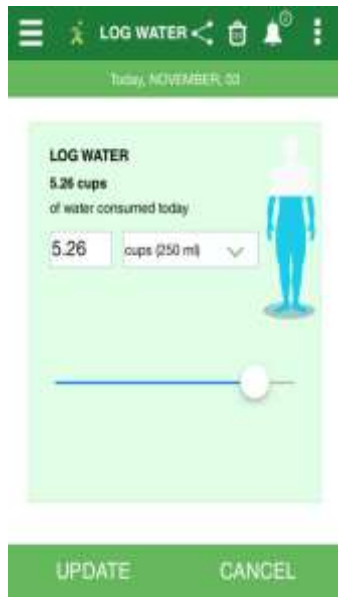 LOG WATER
Today, NOVEMBER, 03
LOG WATER
5.26 cups
of water consumed today
5.26
cups (250 ml)
UPDATE
CANCEL